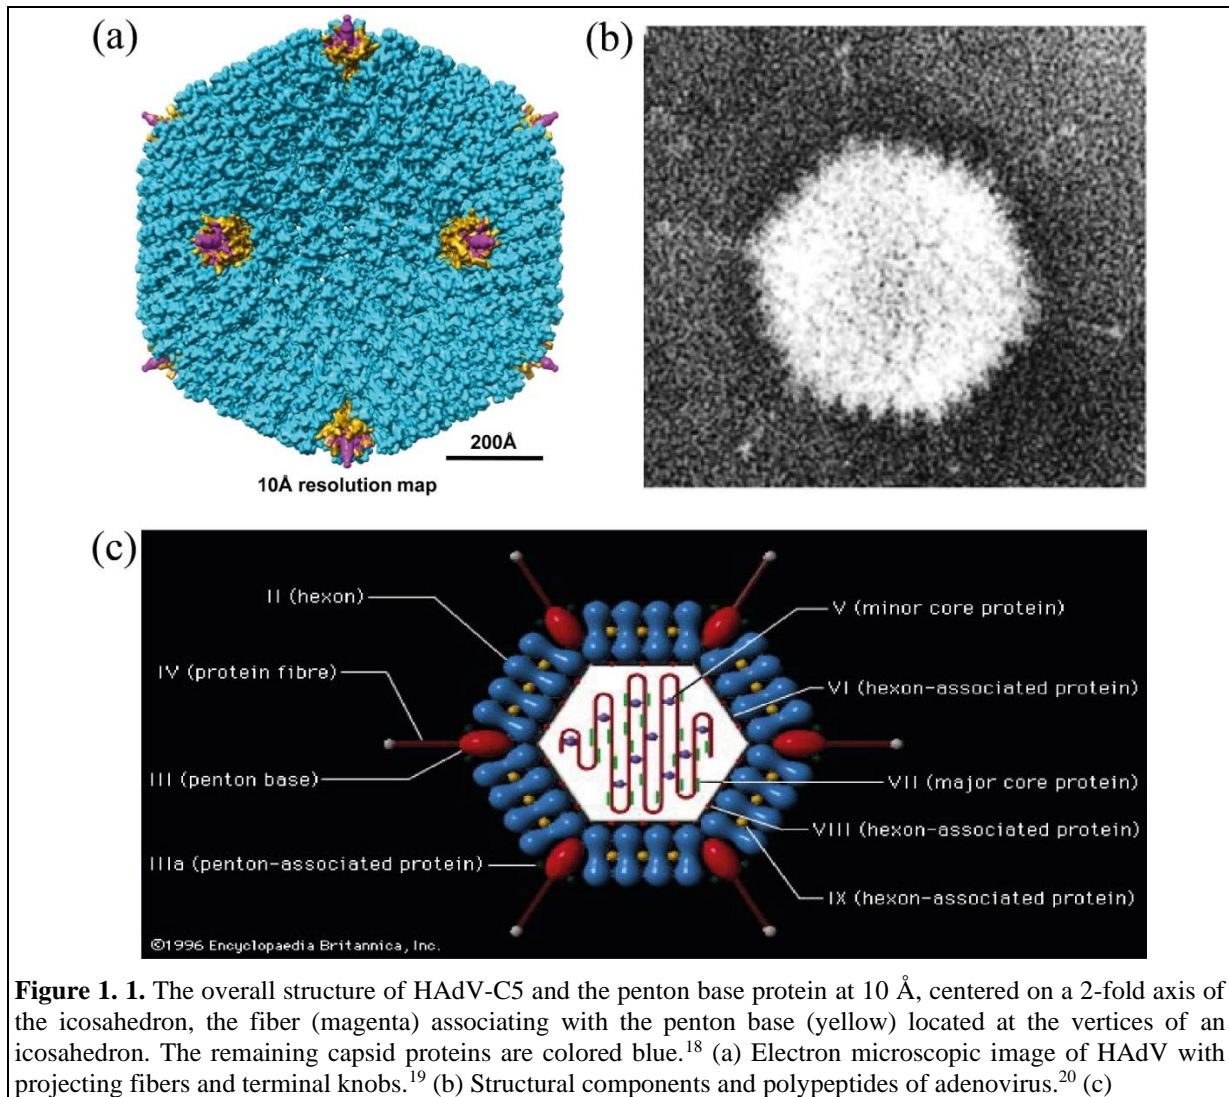 (a)
(b)
200Å
10Å resolution map
(c)
II (hexon)
V (minor core protein)
IV (protein fibre)
VI (hexon-associated protein)
III (penton base)
VII (major core protein)
VIII (hexon-associated protein)
IIIa (penton-associated protein)
IX (hexon-associated protein)
©1996 Encyclopaedia Britannica, Inc.
Figure 1. 1. The overall structure of HAdV-C5 and the penton base protein at 10 Å, centered on a 2-fold axis of
the icosahedron, the fiber (magenta) associating with the penton base (yellow) located at the vertices of an
icosahedron. The remaining capsid proteins are colored blue.18 (a) Electron microscopic image of HAdV with
projecting fibers and terminal knobs.19 (b) Structural components and polypeptides of adenovirus.20 (c)